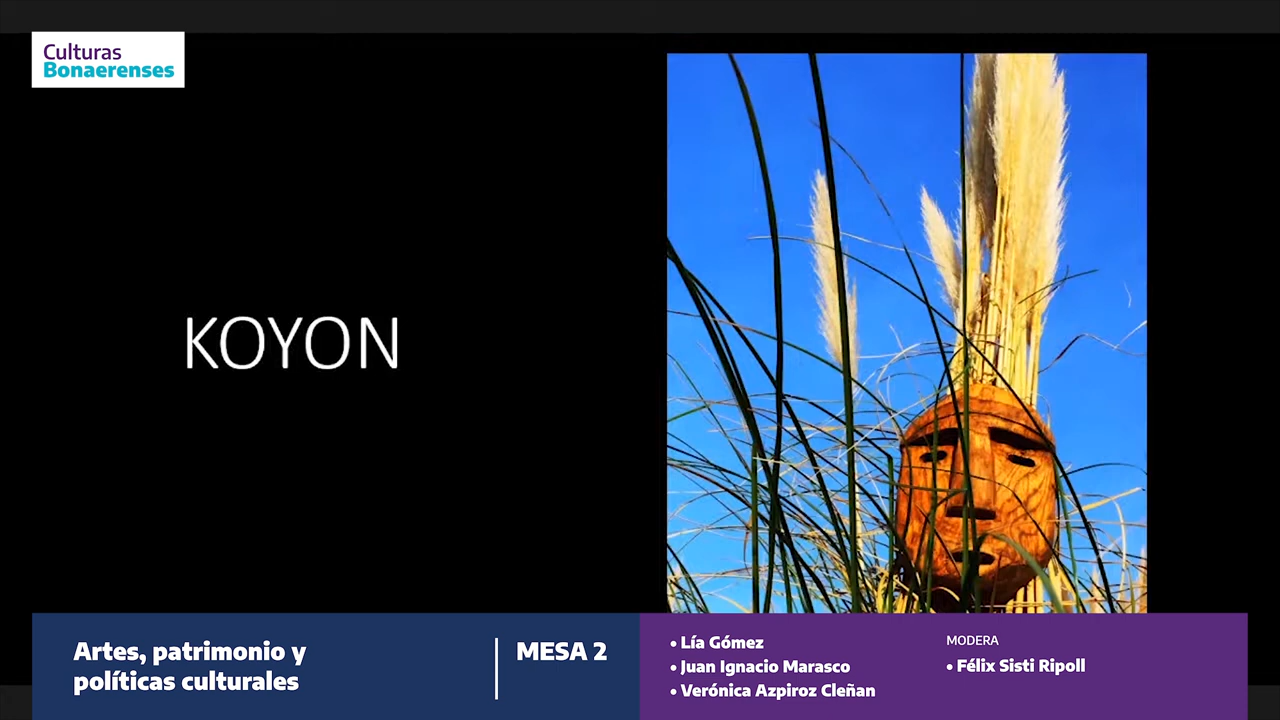 Culturas
Bonaerenses
KOYON
Artes, patrimonio y
políticas culturales
MESA 2
• Lía Gómez
• Juan Ignacio Marasco
• Verónica Azpiroz Cleñan
MODERA
• Félix Sisti Ripoll